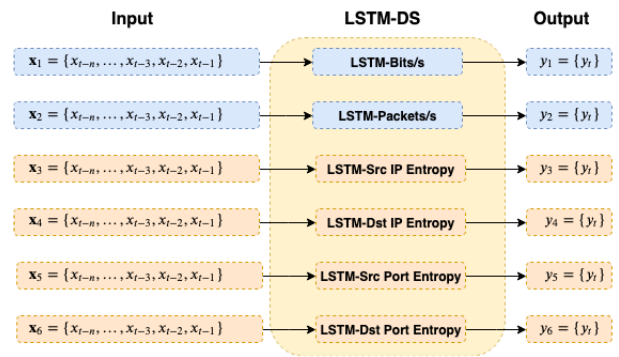 Input LSTM-DS Output
x₁ = {xₜ₋ₙ, …, xₜ₋₃, xₜ₋₂, xₜ₋₁} LSTM-Bits/s y₁ = {yₜ}
x₂ = {xₜ₋ₙ, …, xₜ₋₃, xₜ₋₂, xₜ₋₁} LSTM-Packets/s y₂ = {yₜ}
x₃ = {xₜ₋ₙ, …, xₜ₋₃, xₜ₋₂, xₜ₋₁} LSTM-Src IP Entropy y₃ = {yₜ}
x₄ = {xₜ₋ₙ, …, xₜ₋₃, xₜ₋₂, xₜ₋₁} LSTM-Dst IP Entropy y₄ = {yₜ}
x₅ = {xₜ₋ₙ, …, xₜ₋₃, xₜ₋₂, xₜ₋₁} LSTM-Src Port Entropy y₅ = {yₜ}
x₆ = {xₜ₋ₙ, …, xₜ₋₃, xₜ₋₂, xₜ₋₁} LSTM-Dst Port Entropy y₆ = {yₜ}